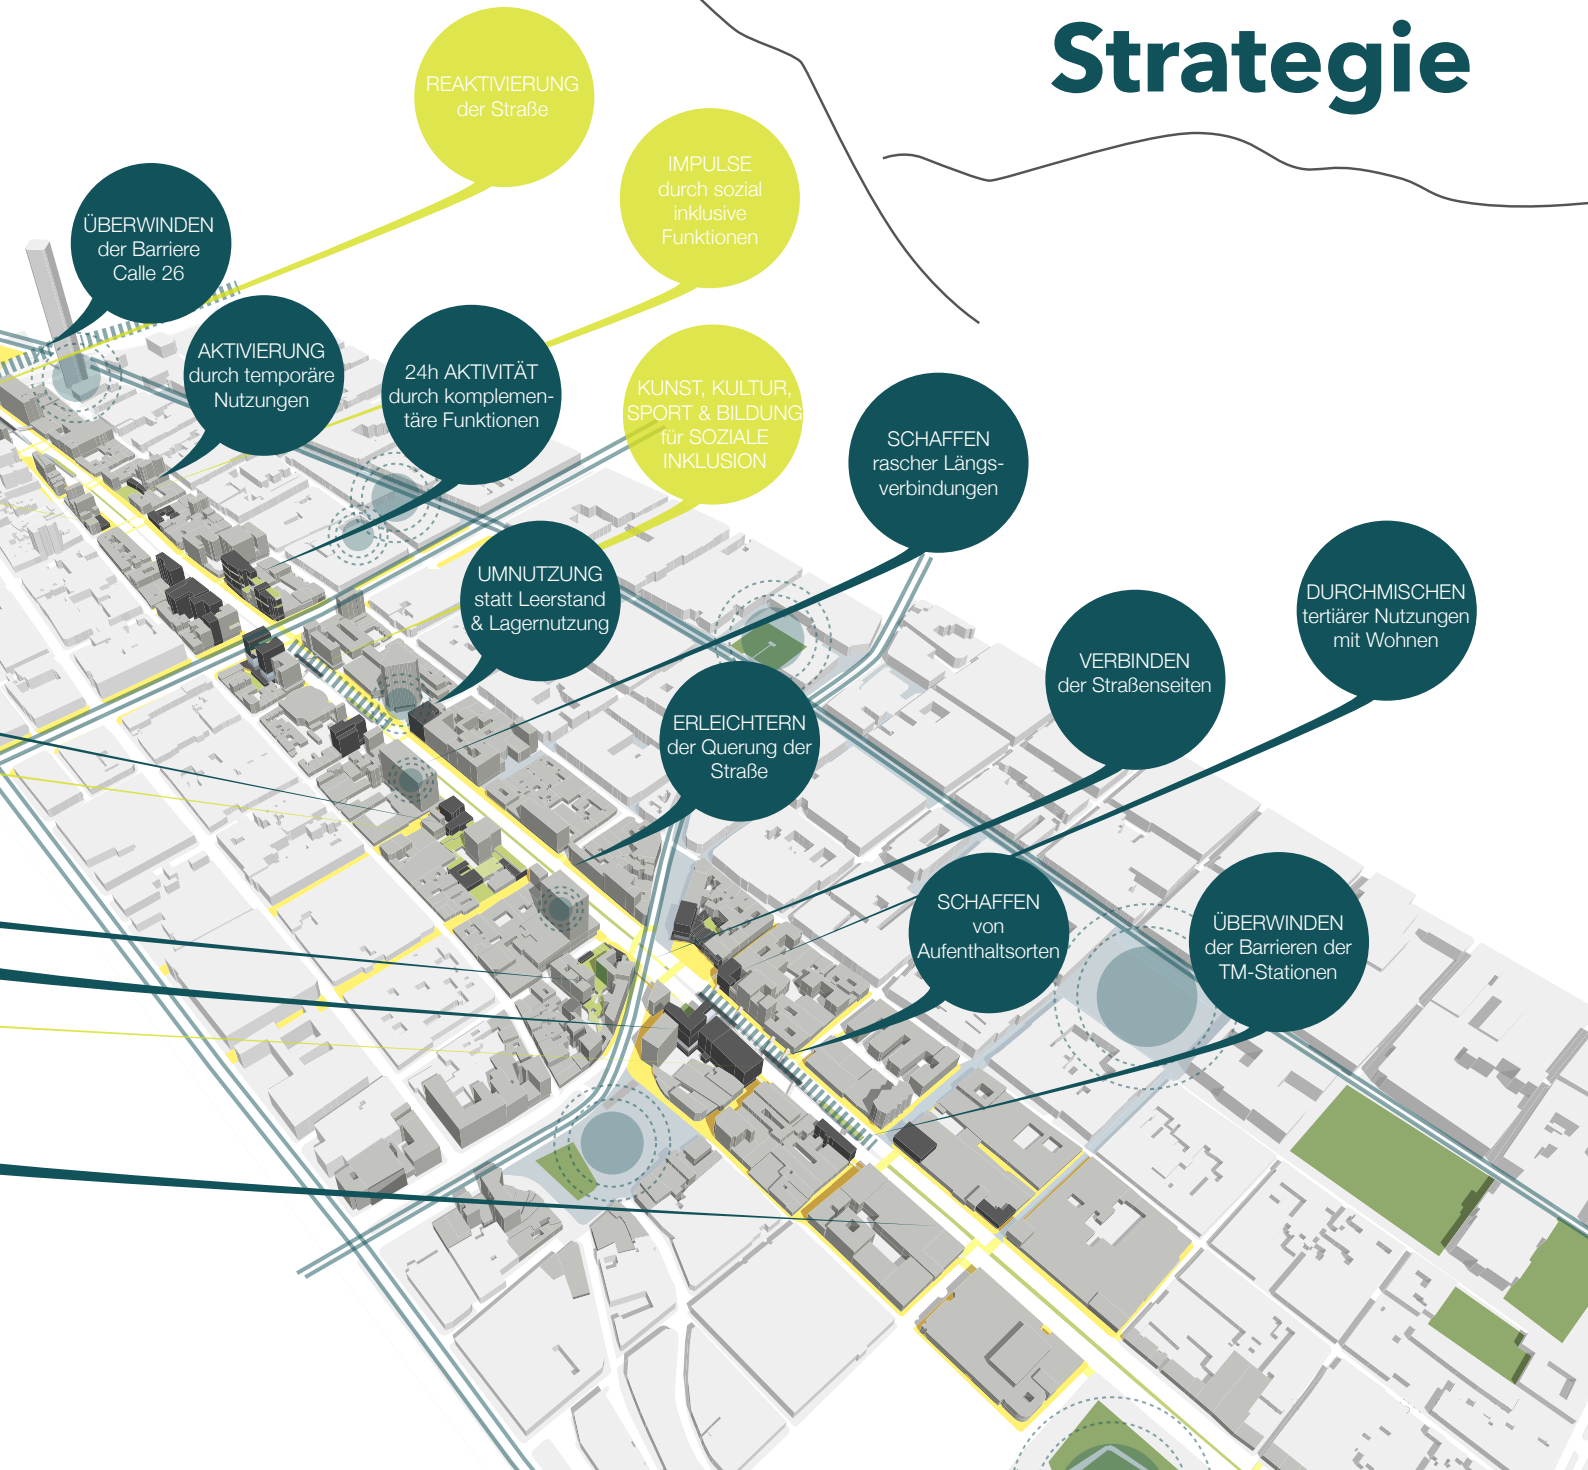 Strategie
REAKTIVIERUNG
der Straße
IMPULSE
durch sozial
inklusive
Funktionen
ÜBERWINDEN
der Barriere
Calle 26
AKTIVIERUNG
durch temporäre
Nutzungen
24h AKTIVITÄT
durch komplemen-
täre Funktionen
KUNST, KULTUR,
SPORT & BILDUNG
für SOZIALE
INKLUSION
SCHAFFEN
rascher Längs-
verbindungen
UMNUTZUNG
statt Leerstand
& Lagernutzung
DURCHMISCHEN
tertiärer Nutzungen
mit Wohnen
VERBINDEN
der Straßenseiten
ERLEICHTERN
der Querung der
Straße
SCHAFFEN
von
Aufenthaltsorten
ÜBERWINDEN
der Barrieren der
TM-Stationen